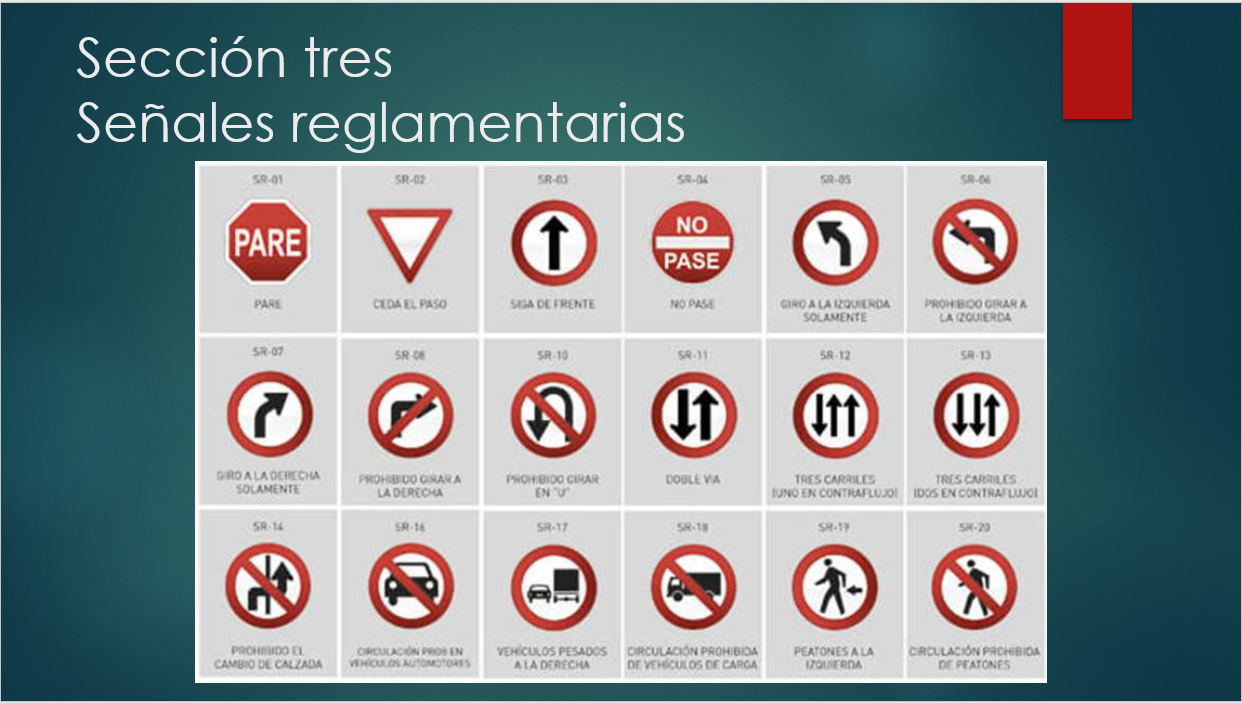 Sección tres
Señales reglamentarias
SR-01
PARE
PARE
SR-02
CEDA EL PASO
SR-03
SIGA DE FRENTE
SR-04
NO
PASE
NO PASE
SR-05
GIRO A LA IZQUIERDA
SOLAMENTE
SR-06
PROHIBIDO GIRAR A
LA IZQUIERDA
SR-07
GIRO A LA DERECHA
SOLAMENTE
SR-08
PROHIBIDO GIRAR A
LA DERECHA
SR-10
PROHIBIDO GIRAR
EN "U"
SR-11
DOBLE VIA
SR-12
TRES CARRILES
(UNO EN CONTRAFLUJO)
SR-13
TRES CARRILES
(DOS EN CONTRAFLUJO)
SR-14
PROHIBIDO EL
CAMBIO DE CALZADA
SR-16
CIRCULACIÓN PROB EN
VEHÍCULOS AUTOMOTORES
SR-17
VEHÍCULOS PESADOS
A LA DERECHA
SR-18
CIRCULACIÓN PROHIBIDA
DE VEHÍCULOS DE CARGA
SR-19
PEATONES A LA
IZQUIERDA
SR-20
CIRCULACIÓN PROHIBIDA
DE PEATONES